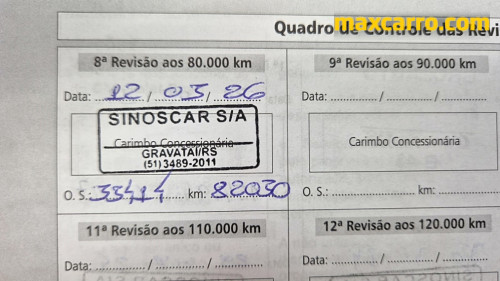 maxcarro.com
Quadro de Controle das Revi
8ª Revisão aos 80.000 km
Data: 12 / 03 / 26
SINOSCAR S/A
Carimbo Concessionária
GRAVATAÍ/RS
(51) 3489-2011
O. S.: 33414 km: 82030
9ª Revisão aos 90.000 km
Data: / /
Carimbo Concessionária
O. S.: km:
11ª Revisão aos 110.000 km
Data: / /
12ª Revisão aos 120.000 km
Data: / /